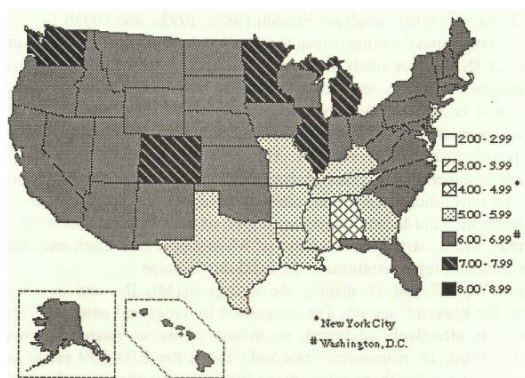 2.00 - 2.99
3.00 - 3.99
4.00 - 4.99 *
5.00 - 5.99
6.00 - 6.99 #
7.00 - 7.99
8.00 - 8.99
* New York City
# Washington, D.C.